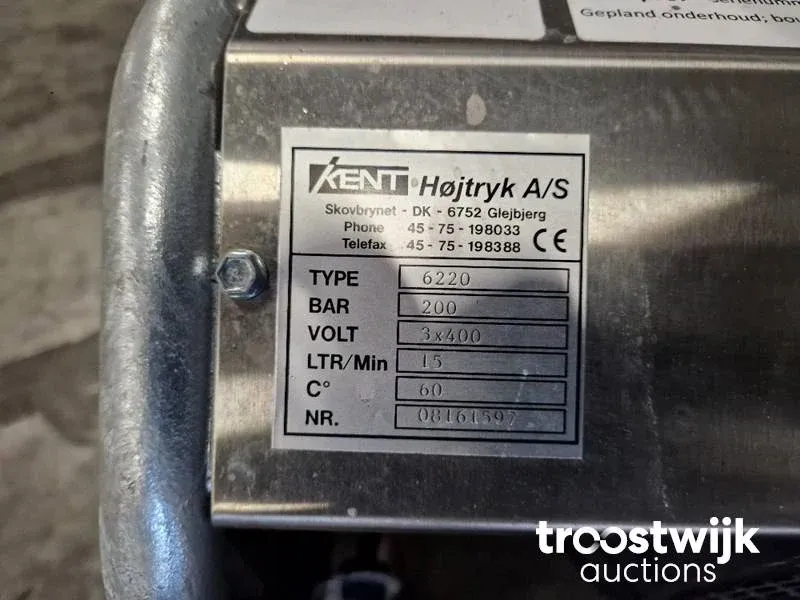 Gepland onderhoud; bou
KENT Højtryk A/S
Skovbrynet - DK - 6752 Glejbjerg
Phone 45 - 75 - 198033
Telefax 45 - 75 - 198388 CE
TYPE 6220
BAR 200
VOLT 3x400
LTR/Min 15
C° 60
NR. 08161597
troostwijk
auctions